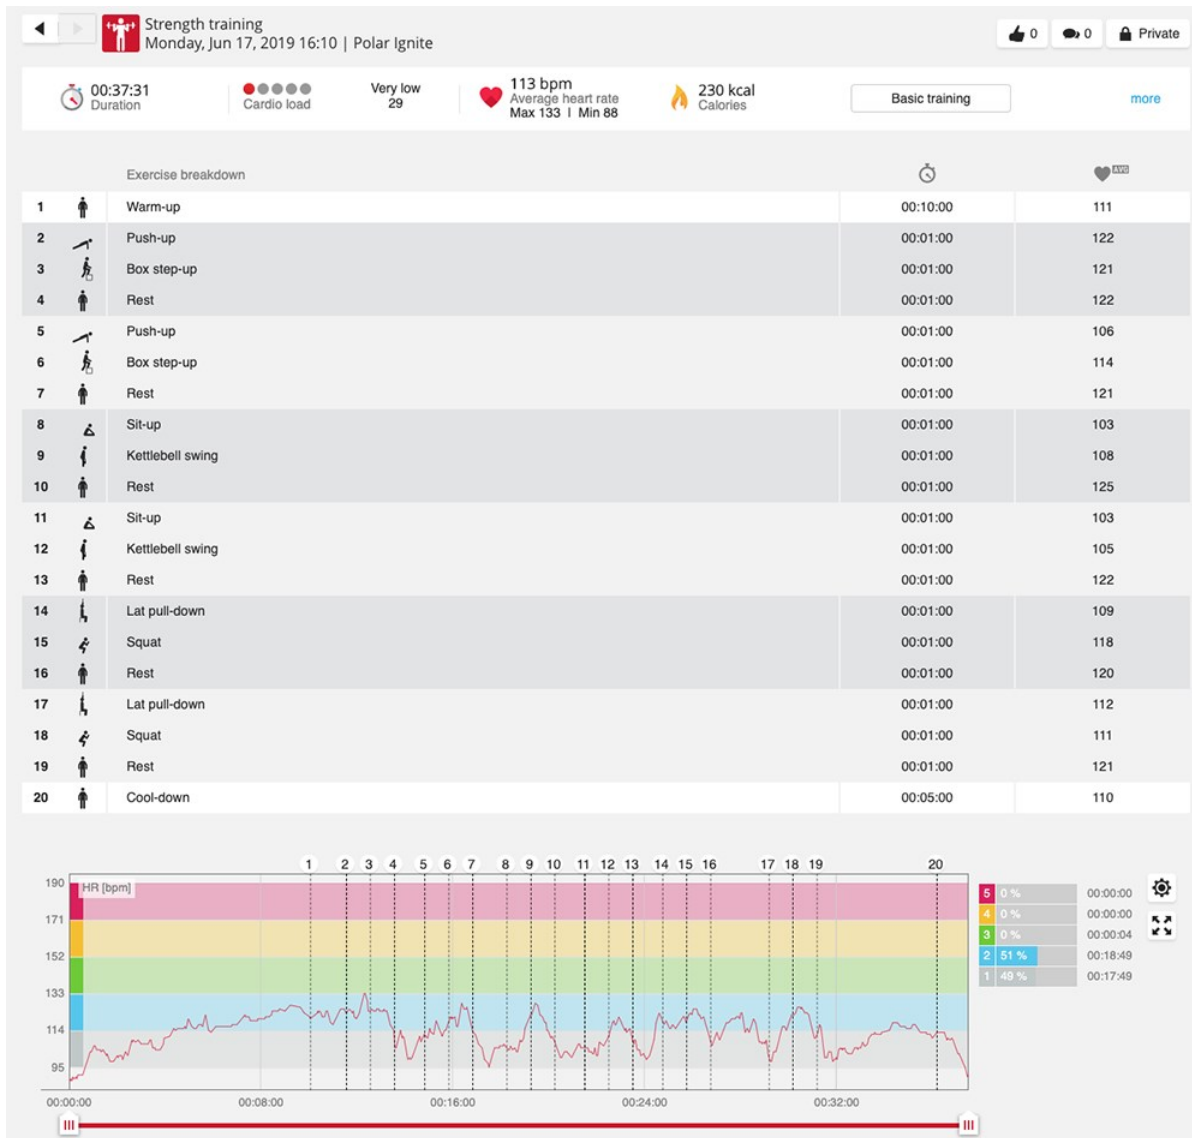 Strength training
Monday, Jun 17, 2019 16:10 | Polar Ignite
0
0
Private
00:37:31
Duration
Cardio load
Very low
29
113 bpm
Average heart rate
Max 133 | Min 88
230 kcal
Calories
Basic training
more
Exercise breakdown
AVG
1 Warm-up 00:10:00 111
2 Push-up 00:01:00 122
3 Box step-up 00:01:00 121
4 Rest 00:01:00 122
5 Push-up 00:01:00 106
6 Box step-up 00:01:00 114
7 Rest 00:01:00 121
8 Sit-up 00:01:00 103
9 Kettlebell swing 00:01:00 108
10 Rest 00:01:00 125
11 Sit-up 00:01:00 103
12 Kettlebell swing 00:01:00 105
13 Rest 00:01:00 122
14 Lat pull-down 00:01:00 109
15 Squat 00:01:00 118
16 Rest 00:01:00 120
17 Lat pull-down 00:01:00 112
18 Squat 00:01:00 111
19 Rest 00:01:00 121
20 Cool-down 00:05:00 110
1 2 3 4 5 6 7 8 9 10 11 12 13 14 15 16 17 18 19 20
HR [bpm]
190
171
152
133
114
95
00:00:00 00:08:00 00:16:00 00:24:00 00:32:00
5 0 % 00:00:00
4 0 % 00:00:00
3 0 % 00:00:04
2 51 % 00:18:49
1 49 % 00:17:49